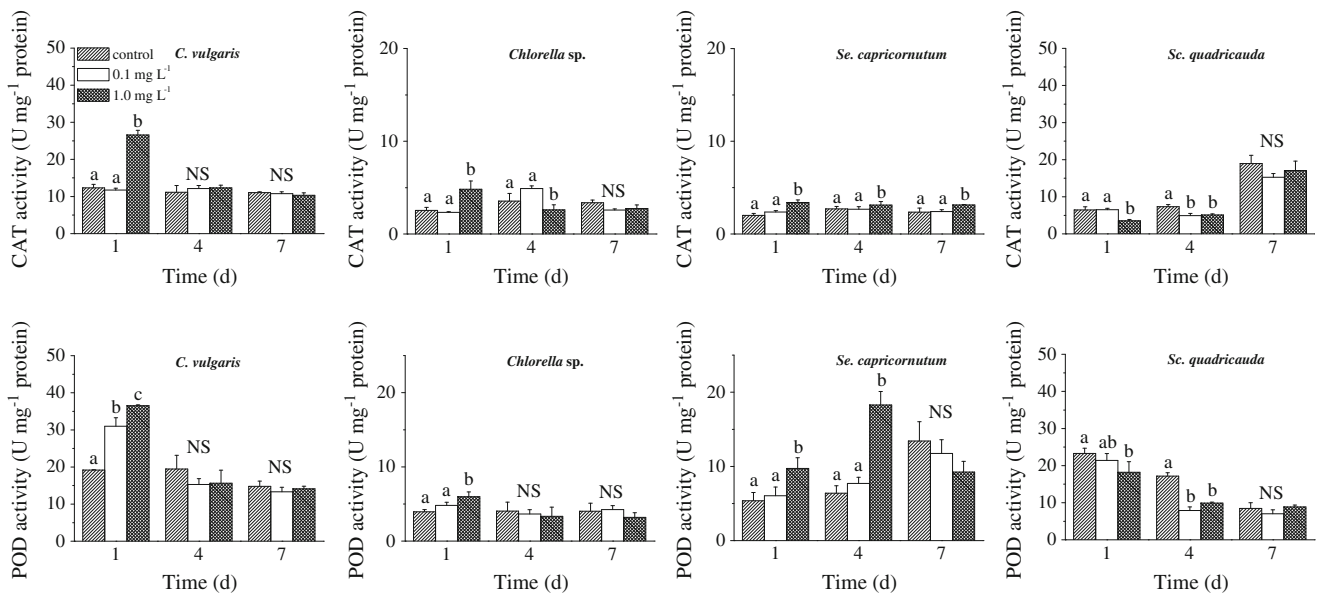 CAT activity (U mg⁻¹ protein)
50
40
30
20
10
0
control
0.1 mg L⁻¹
1.0 mg L⁻¹
C. vulgaris
a a b
NS
NS
1 4 7
Time (d)
CAT activity (U mg⁻¹ protein)
20
10
0
Chlorella sp.
a a b
a a b
NS
1 4 7
Time (d)
CAT activity (U mg⁻¹ protein)
20
10
0
Se. capricornutum
a a b
a a b
a a b
1 4 7
Time (d)
CAT activity (U mg⁻¹ protein)
50
40
30
20
10
0
Sc. quadricauda
a a b
a b b
NS
1 4 7
Time (d)
POD activity (U mg⁻¹ protein)
50
40
30
20
10
0
C. vulgaris
a b c
NS
NS
1 4 7
Time (d)
POD activity (U mg⁻¹ protein)
20
10
0
Chlorella sp.
a a b
NS
NS
1 4 7
Time (d)
POD activity (U mg⁻¹ protein)
20
10
0
Se. capricornutum
a a b
a a b
NS
1 4 7
Time (d)
POD activity (U mg⁻¹ protein)
50
40
30
20
10
0
Sc. quadricauda
a ab b
a b b
NS
1 4 7
Time (d)